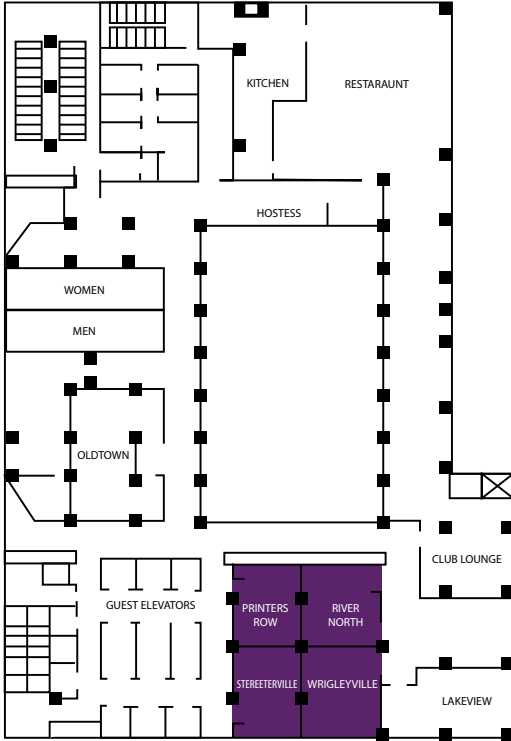 KITCHEN
RESTARAUNT
HOSTESS
WOMEN
MEN
OLDTOWN
CLUB LOUNGE
GUEST ELEVATORS
PRINTERS
ROW
RIVER
NORTH
STEREETERVILLE
WRIGLEYVILLE
LAKEVIEW